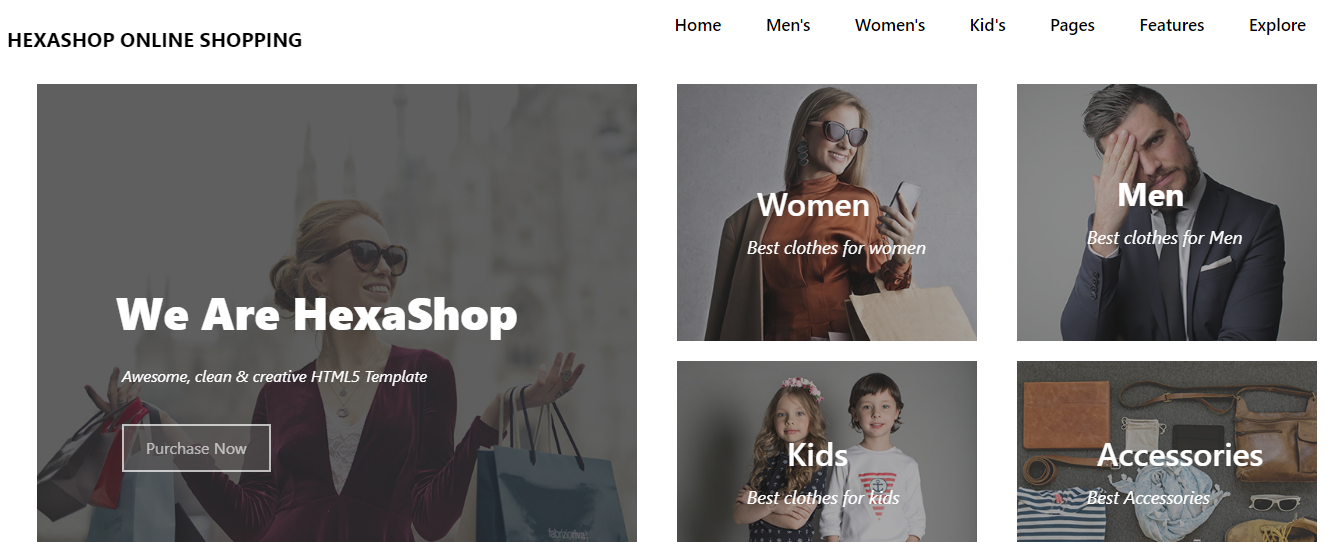 HEXASHOP ONLINE SHOPPING
Home Men's Women's Kid's Pages Features Explore
We Are HexaShop
Awesome, clean & creative HTML5 Template
Purchase Now
Women
Best clothes for women
Men
Best clothes for Men
Kids
Best clothes for kids
Accessories
Best Accessories